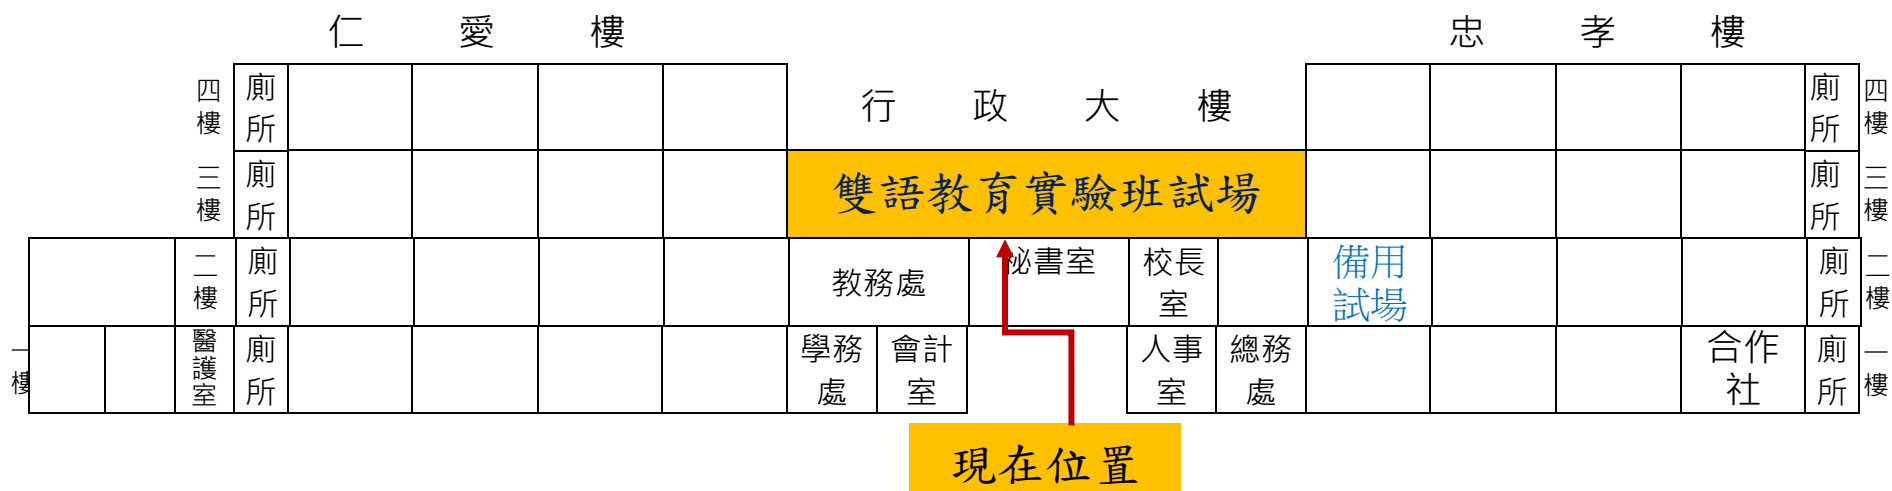 仁 愛 樓
忠 孝 樓
四樓
廁所
行 政 大 樓
廁所
四樓
三樓
廁所
雙語教育實驗班試場
廁所
三樓
二樓
廁所
教務處
秘書室
校長室
備用試場
廁所
二樓
一樓
醫護室
廁所
學務處
會計室
人事室
總務處
合作社
廁所
一樓
現在位置